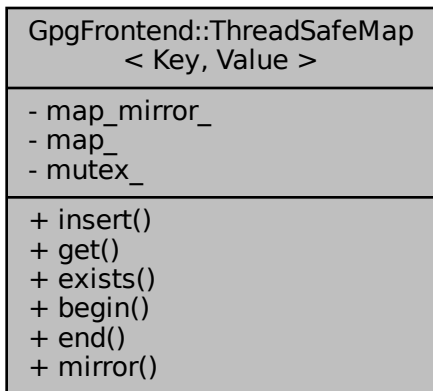 GpgFrontend::ThreadSafeMap
< Key, Value >
- map_mirror_
- map_
- mutex_
+ insert()
+ get()
+ exists()
+ begin()
+ end()
+ mirror()